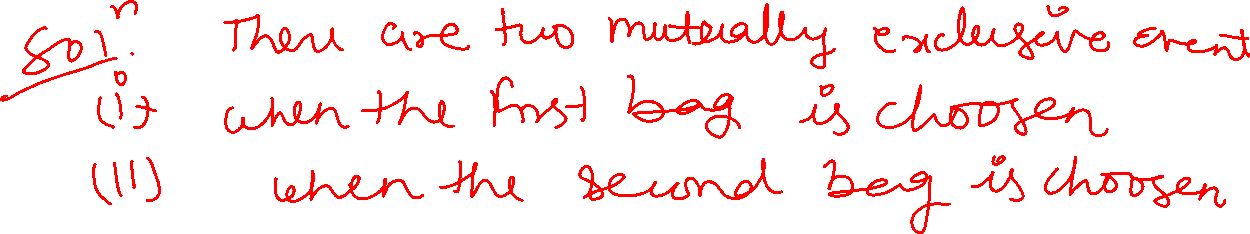 Solⁿ. There are two mutually exclusive event
(i) when the first bag is choosen
(II) when the second bag is choosen